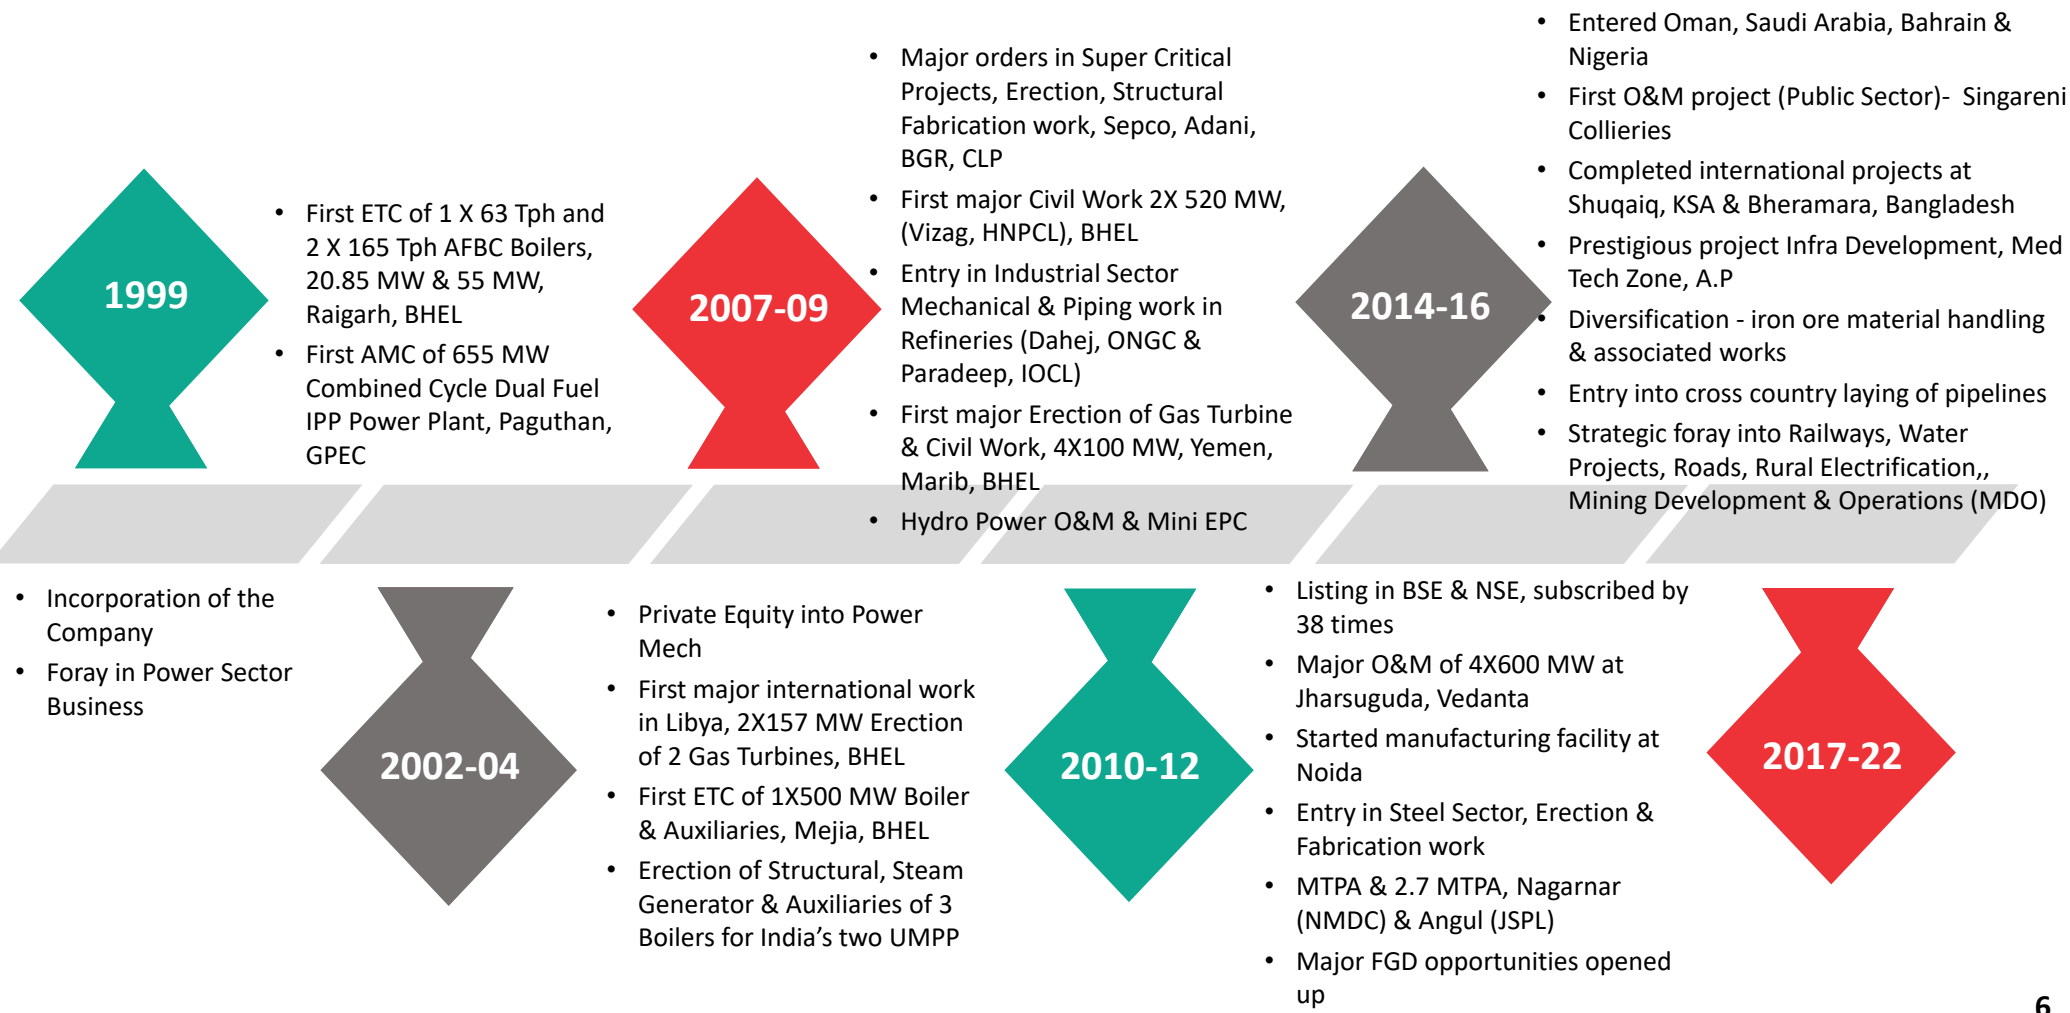 1999
• Incorporation of the
Company
• Foray in Power Sector
Business
• First ETC of 1 X 63 Tph and
2 X 165 Tph AFBC Boilers,
20.85 MW & 55 MW,
Raigarh, BHEL
• First AMC of 655 MW
Combined Cycle Dual Fuel
IPP Power Plant, Paguthan,
GPEC
2002-04
2007-09
• Private Equity into Power
Mech
• First major international work
in Libya, 2X157 MW Erection
of 2 Gas Turbines, BHEL
• First ETC of 1X500 MW Boiler
& Auxiliaries, Mejia, BHEL
• Erection of Structural, Steam
Generator & Auxiliaries of 3
Boilers for India’s two UMPP
• Major orders in Super Critical
Projects, Erection, Structural
Fabrication work, Sepco, Adani,
BGR, CLP
• First major Civil Work 2X 520 MW,
(Vizag, HNPCL), BHEL
• Entry in Industrial Sector
Mechanical & Piping work in
Refineries (Dahej, ONGC &
Paradeep, IOCL)
• First major Erection of Gas Turbine
& Civil Work, 4X100 MW, Yemen,
Marib, BHEL
• Hydro Power O&M & Mini EPC
2010-12
2014-16
• Listing in BSE & NSE, subscribed by
38 times
• Major O&M of 4X600 MW at
Jharsuguda, Vedanta
• Started manufacturing facility at
Noida
• Entry in Steel Sector, Erection &
Fabrication work
• MTPA & 2.7 MTPA, Nagarnar
(NMDC) & Angul (JSPL)
• Major FGD opportunities opened
up
• Entered Oman, Saudi Arabia, Bahrain &
Nigeria
• First O&M project (Public Sector)- Singareni
Collieries
• Completed international projects at
Shuqaiq, KSA & Bheramara, Bangladesh
• Prestigious project Infra Development, Med
Tech Zone, A.P
• Diversification - iron ore material handling
& associated works
• Entry into cross country laying of pipelines
• Strategic foray into Railways, Water
Projects, Roads, Rural Electrification,,
Mining Development & Operations (MDO)
2017-22
6